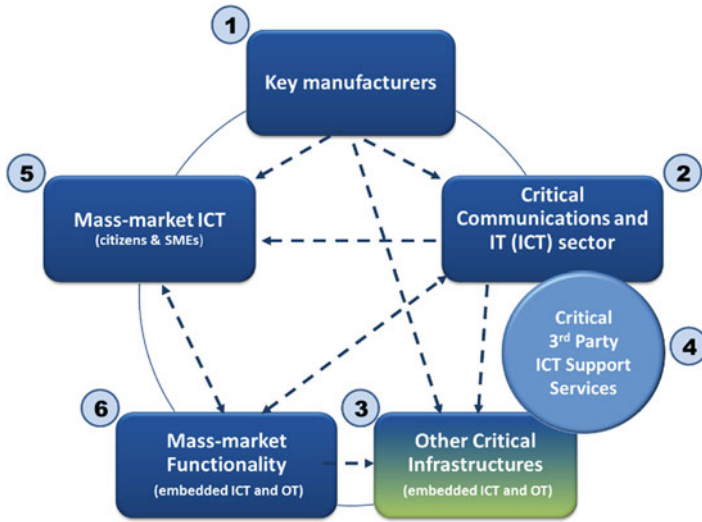 1
Key manufacturers
5
Mass-market ICT
(citizens & SMEs)
2
Critical
Communications and
IT (ICT) sector
Critical
3rd Party
ICT Support
Services
4
6
Mass-market
Functionality
(embedded ICT and OT)
3
Other Critical
Infrastructures
(embedded ICT and OT)